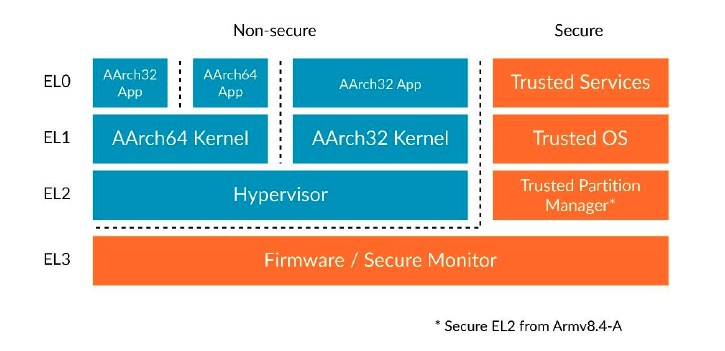 Non-secure
Secure
EL0
AArch32
App
AArch64
App
AArch32 App
Trusted Services
EL1
AArch64 Kernel
AArch32 Kernel
Trusted OS
EL2
Hypervisor
Trusted Partition
Manager*
EL3
Firmware / Secure Monitor
* Secure EL2 from Armv8.4-A